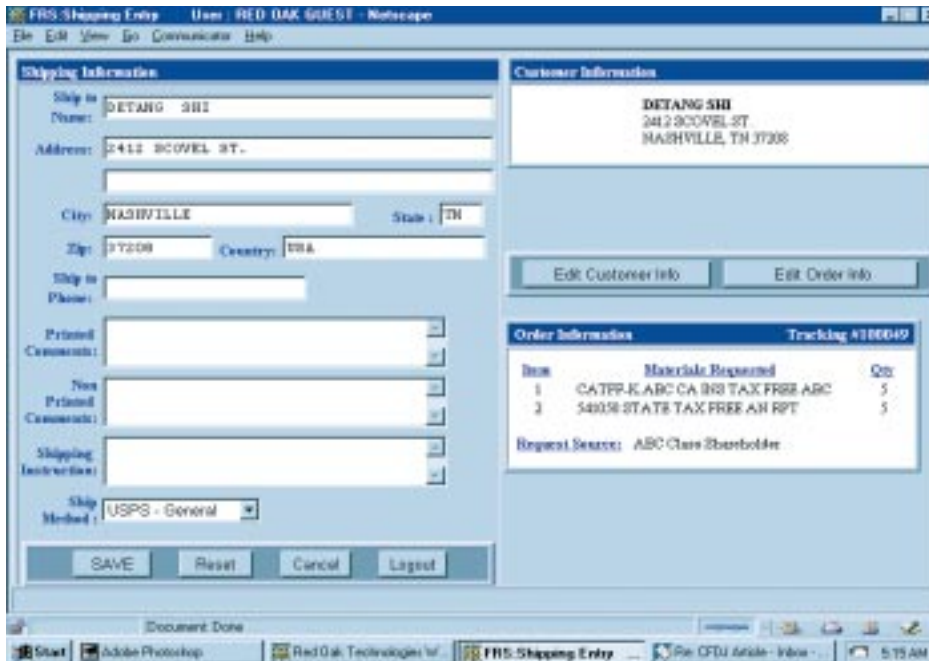 FRS:Shipping Entry User : RED OAK GUEST - Netscape
File Edit View Go Communicator Help
Shipping Information
Ship to Name: DETANG SHI
Address: 2412 SCOVEL ST.
City: NASHVILLE State : TN
Zip: 37208 Country: USA
Ship to Phone:
Printed Comments:
Non Printed Comments:
Shipping Instruction:
Ship Method : USPS - General
SAVE Reset Cancel Logout
Customer Information
DETANG SHI
2412 SCOVEL ST.
NASHVILLE, TN 37208
Edit Customer Info Edit Order Info
Order Information Tracking #100049
Item Materials Requested Qty
1 CATFF-K.ABC CA INS TAX FREE ABC 5
2 STATE TAX FREE AN RPT 5
Request Source: ABC Class Shareholder
Document: Done
Start Adobe Photoshop Red Oak Technologies FRS:Shipping Entry ... Re: CFDJ Article - Inbox - ... 5:15 AM